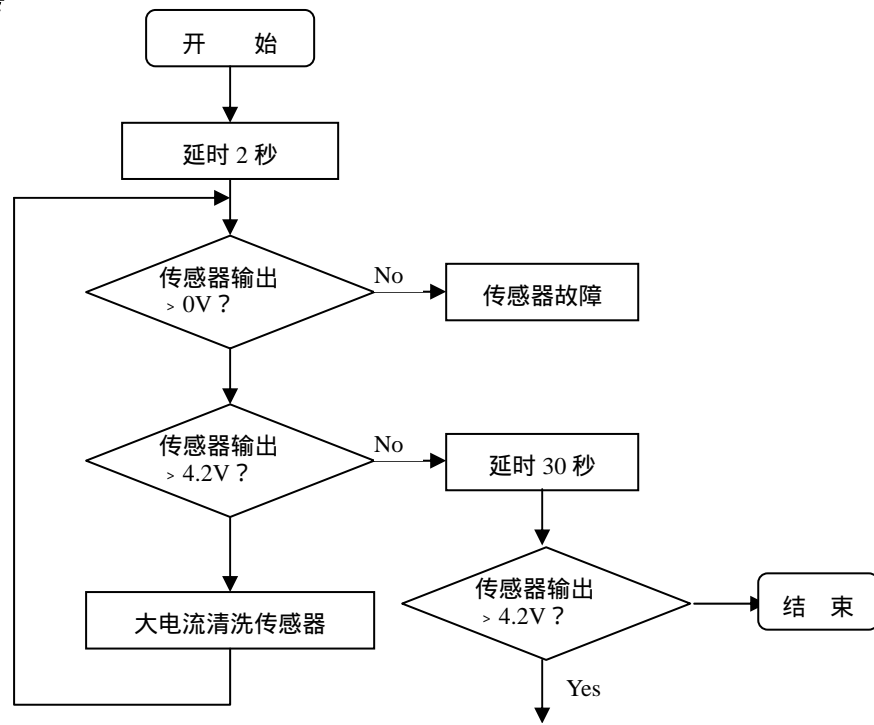 开 始
延时 2 秒
传感器输出
> 0V？
No
传感器故障
传感器输出
> 4.2V？
No
延时 30 秒
传感器输出
> 4.2V？
结 束
大电流清洗传感器
Yes